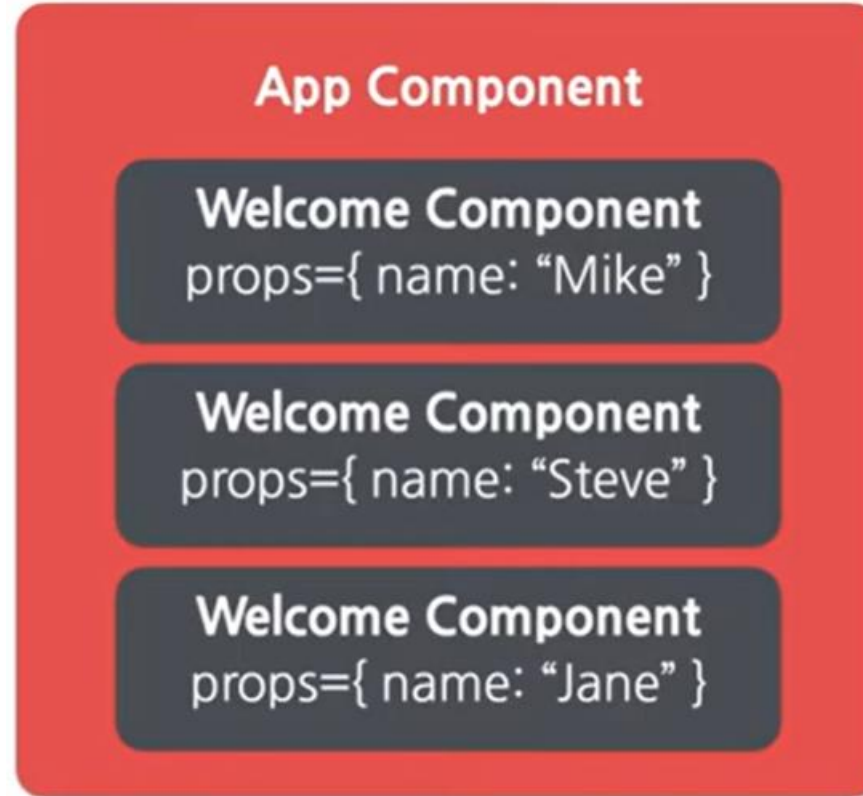 App Component
Welcome Component
props={ name: “Mike” }
Welcome Component
props={ name: “Steve” }
Welcome Component
props={ name: “Jane” }